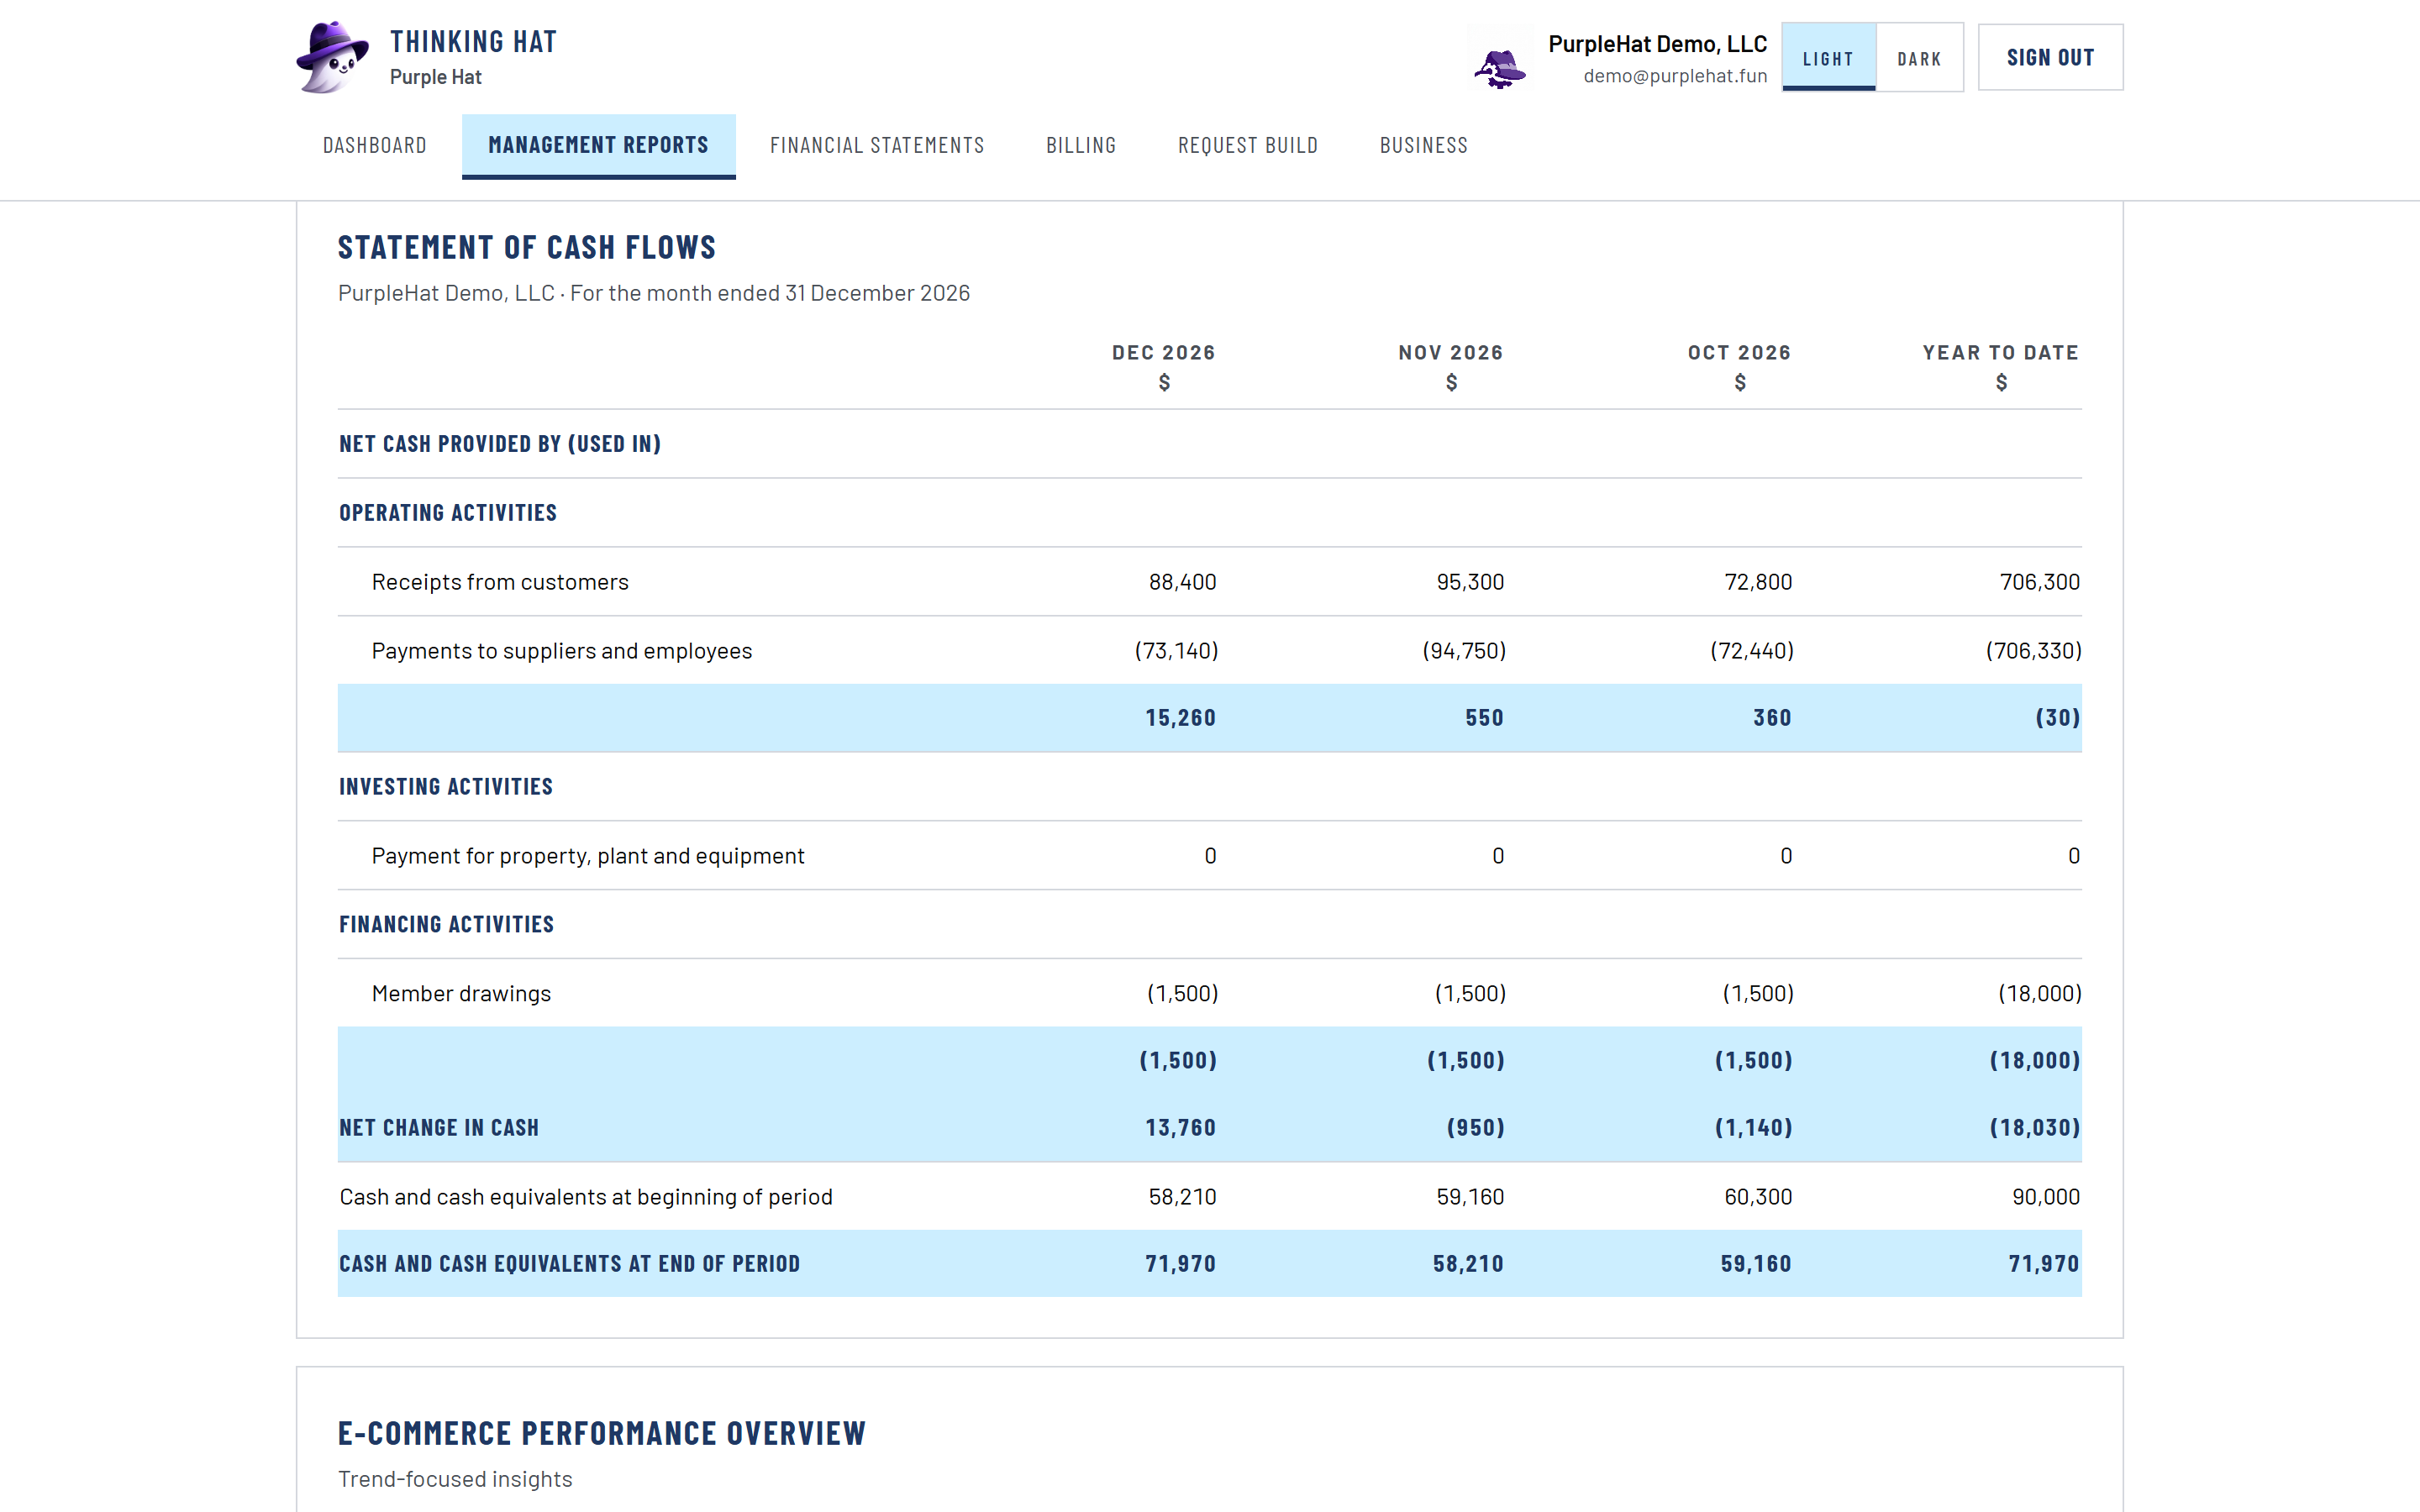 THINKING HAT
Purple Hat
PurpleHat Demo, LLC
demo@purplehat.fun
LIGHT DARK SIGN OUT
DASHBOARD MANAGEMENT REPORTS FINANCIAL STATEMENTS BILLING REQUEST BUILD BUSINESS
STATEMENT OF CASH FLOWS
PurpleHat Demo, LLC · For the month ended 31 December 2026
DEC 2026 NOV 2026 OCT 2026 YEAR TO DATE
$ $ $ $
NET CASH PROVIDED BY (USED IN)
OPERATING ACTIVITIES
Receipts from customers 88,400 95,300 72,800 706,300
Payments to suppliers and employees (73,140) (94,750) (72,440) (706,330)
15,260 550 360 (30)
INVESTING ACTIVITIES
Payment for property, plant and equipment 0 0 0 0
FINANCING ACTIVITIES
Member drawings (1,500) (1,500) (1,500) (18,000)
(1,500) (1,500) (1,500) (18,000)
NET CHANGE IN CASH 13,760 (950) (1,140) (18,030)
Cash and cash equivalents at beginning of period 58,210 59,160 60,300 90,000
CASH AND CASH EQUIVALENTS AT END OF PERIOD 71,970 58,210 59,160 71,970
E-COMMERCE PERFORMANCE OVERVIEW
Trend-focused insights